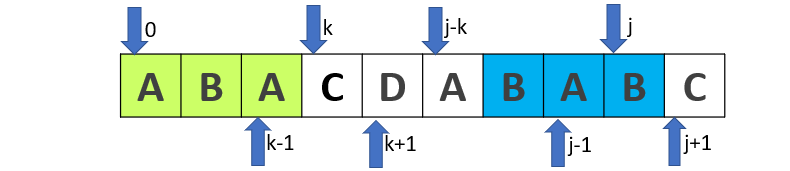 0 k j-k j
A B A C D A B A B C
k-1 k+1 j-1 j+1